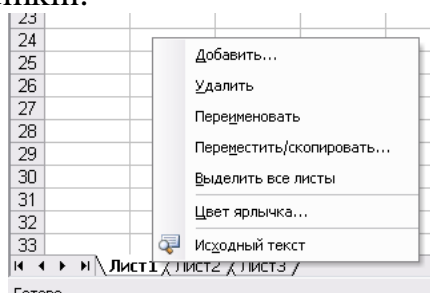 23
24
25
26
27
28
29
30
31
32
33
Добавить...
Удалить
Переименовать
Переместить/скопировать...
Выделить все листы
Цвет ярлычка...
Исходный текст
Лист1 Лист2 Лист3
Готово